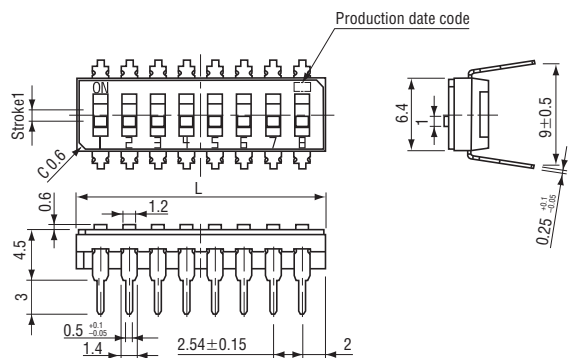 Production date code
ON
Stroke1
1 2 3 4 5 6 7 8
C0.6
6.4
1
9±0.5
0.25 +0.1 −0.05
L
0.6
1.2
4.5
3
0.5 +0.1 −0.05
1.4
2.54±0.15
2